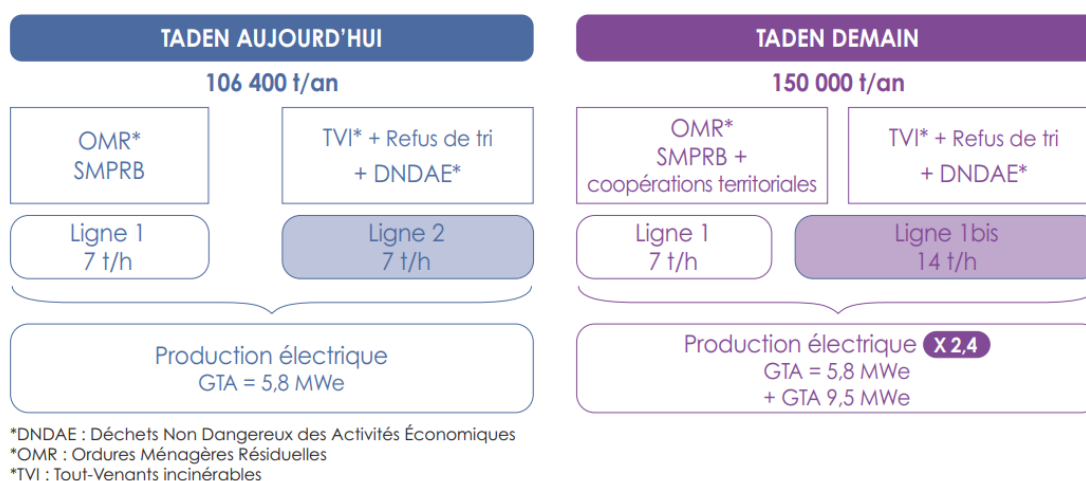 TADEN AUJOURD'HUI
106 400 t/an
OMR*
SMPRB
TVI* + Refus de tri
+ DNDAE*
Ligne 1
7 t/h
Ligne 2
7 t/h
Production électrique
GTA = 5,8 MWe
TADEN DEMAIN
150 000 t/an
OMR*
SMPRB +
coopérations territoriales
TVI* + Refus de tri
+ DNDAE*
Ligne 1
7 t/h
Ligne 1bis
14 t/h
Production électrique X 2,4
GTA = 5,8 MWe
+ GTA 9,5 MWe
*DNDAE : Déchets Non Dangereux des Activités Économiques
*OMR : Ordures Ménagères Résiduelles
*TVI : Tout-Venants incinérables